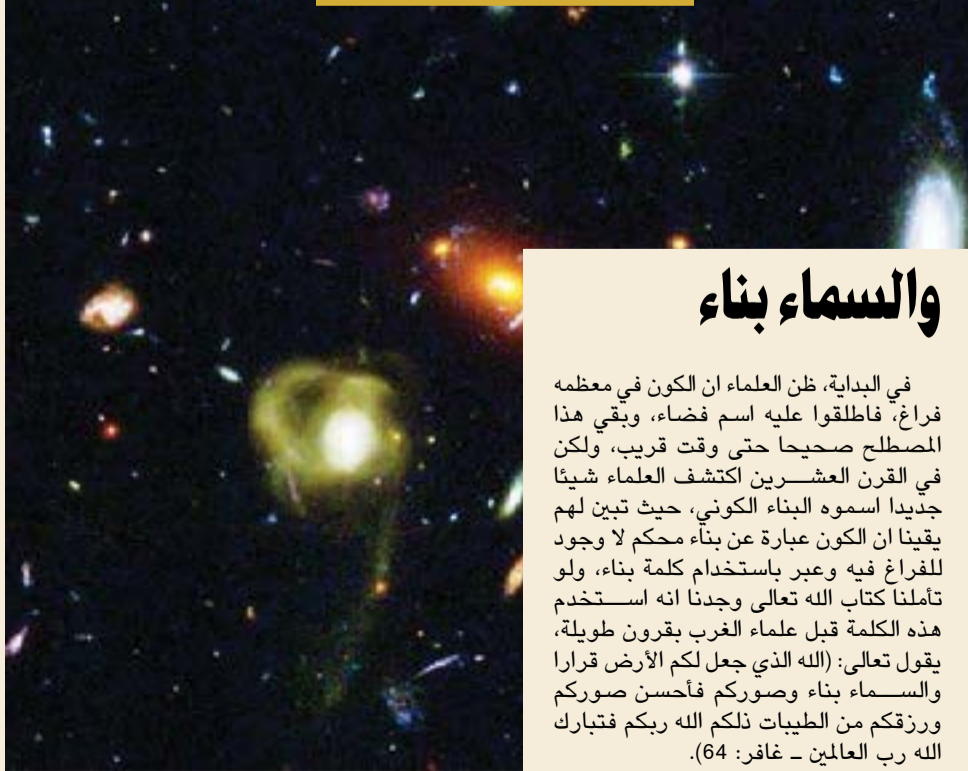 والسماء بناء
في البداية، ظن العلماء ان الكون في معظمه
فراغ، فاطلقوا عليه اسم فضاء، وبقي هذا
المصطلح صحيحا حتى وقت قريب، ولكن
في القرن العشرين اكتشف العلماء شيئا
جديدا اسموه البناء الكوني، حيث تبين لهم
يقينا ان الكون عبارة عن بناء محكم لا وجود
للفراغ فيه وعبر باستخدام كلمة بناء، ولو
تأملنا كتاب الله تعالى وجدنا انه استخدم
هذه الكلمة قبل علماء الغرب بقرون طويلة،
يقول تعالى: (الله الذي جعل لكم الأرض قرارا
والسماء بناء وصوركم فأحسن صوركم
ورزقكم من الطيبات ذلكم الله ربكم فتبارك
الله رب العالمين ـ غافر: 64).